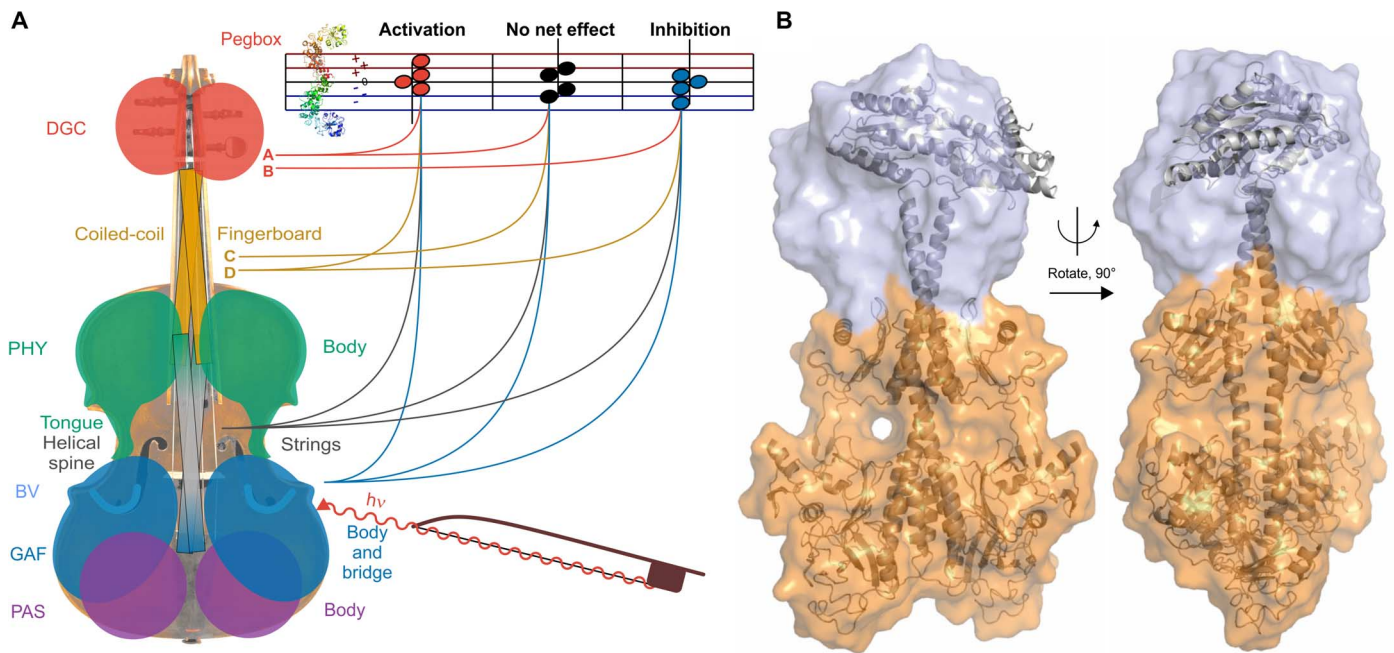 A
Pegbox
Activation
No net effect
Inhibition
+
+
+
0
-
-
-
DGC
A
B
Coiled-coil
Fingerboard
C
D
PHY
Body
Tongue
Helical
spine
Strings
BV
hν
Body
and
bridge
GAF
PAS
Body
B
Rotate, 90°